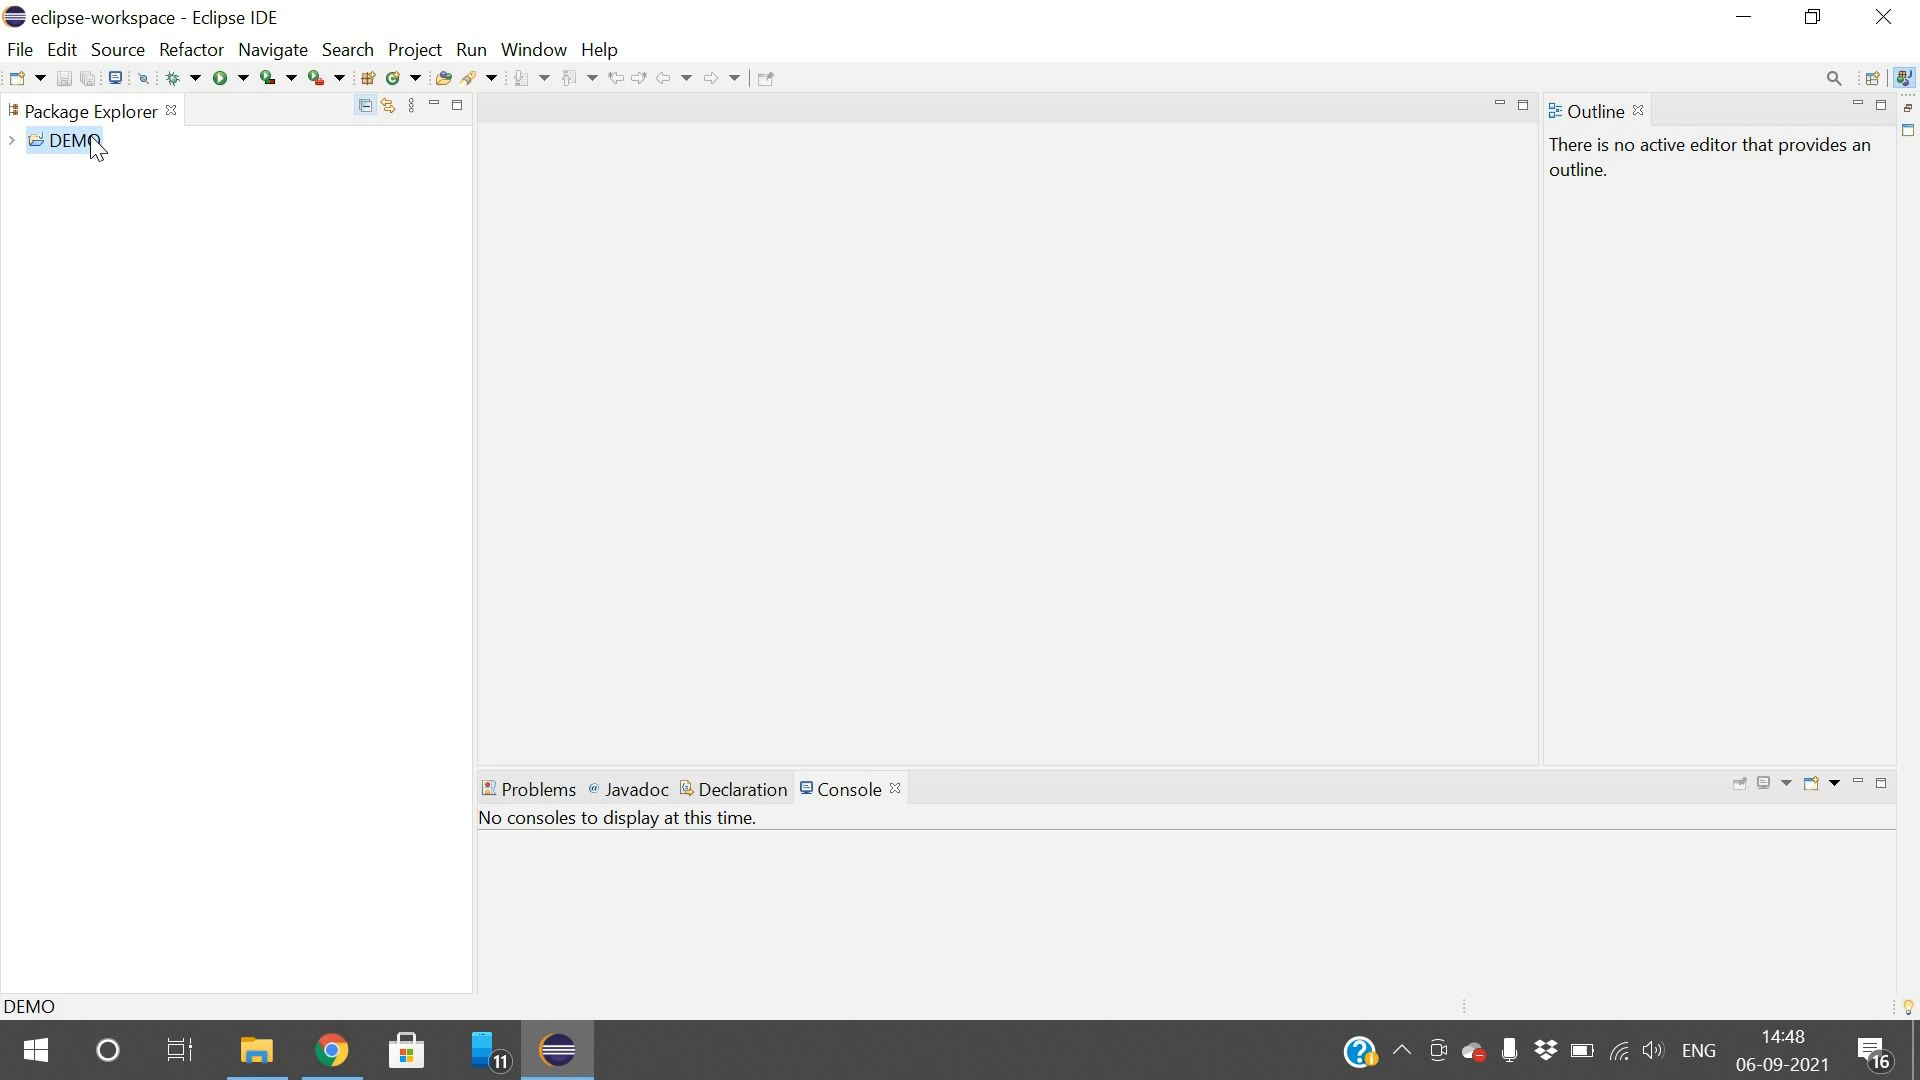 eclipse-workspace - Eclipse IDE
File Edit Source Refactor Navigate Search Project Run Window Help
Package Explorer
DEMO
Outline
There is no active editor that provides an
outline.
Problems @ Javadoc Declaration Console
No consoles to display at this time.
DEMO
11
ENG
14:48
06-09-2021
16